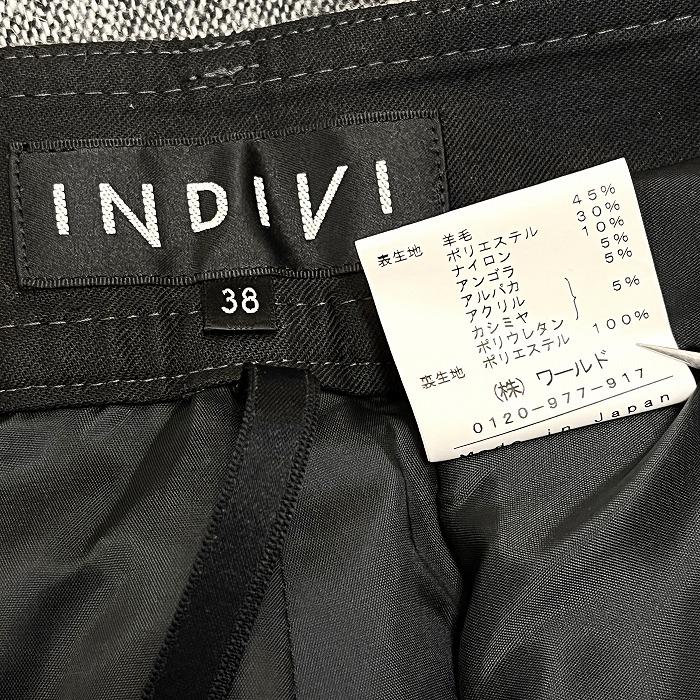 INDIVI
38
表生地 羊毛 45%
ポリエステル 30%
ナイロン 10%
アンゴラ 5%
アルパカ 5%
アクリル
カシミヤ } 5%
ポリウレタン
裏生地 ポリエステル 100%
(株) ワールド
0120-977-917
Made in Japan